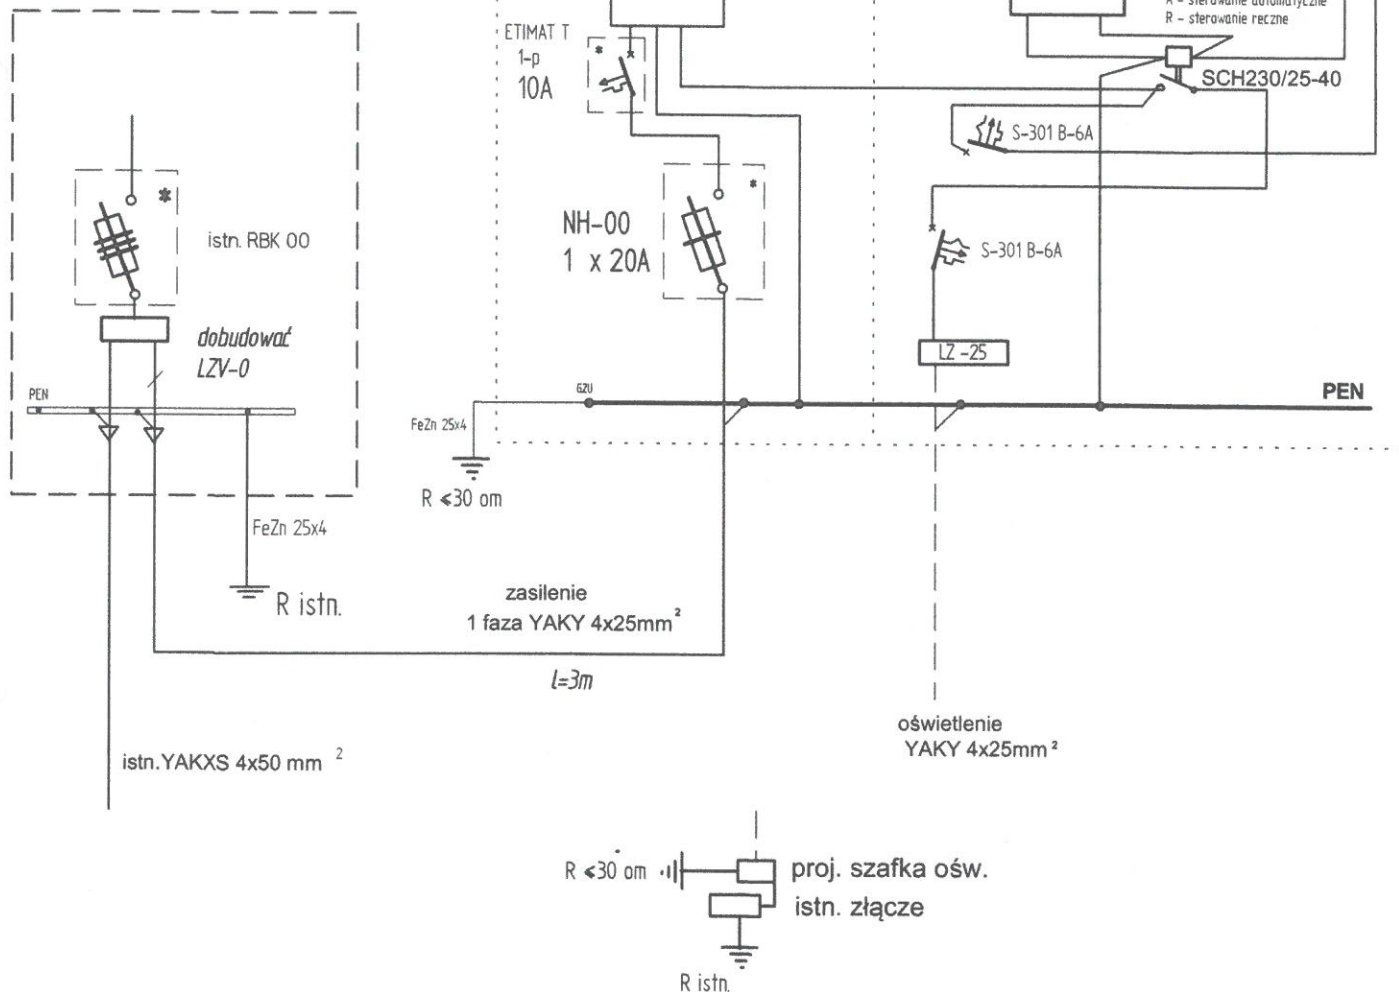 R - sterowanie automatyczne
R - sterowanie reczne
ETIMAT T
1-p
10A
*
SCH230/25-40
S-301 B-6A
*
istn. RBK 00
*
NH-00
1 x 20A
S-301 B-6A
dobudować
LZV-0
LZ -25
PEN
GZU
PEN
FeZn 25x4
R ≤30 om
FeZn 25x4
R istn.
zasilenie
1 faza YAKY 4x25mm²
l=3m
oświetlenie
YAKY 4x25mm²
istn.YAKXS 4x50 mm ²
R ≤30 om
proj. szafka ośw.
istn. złącze
R istn.